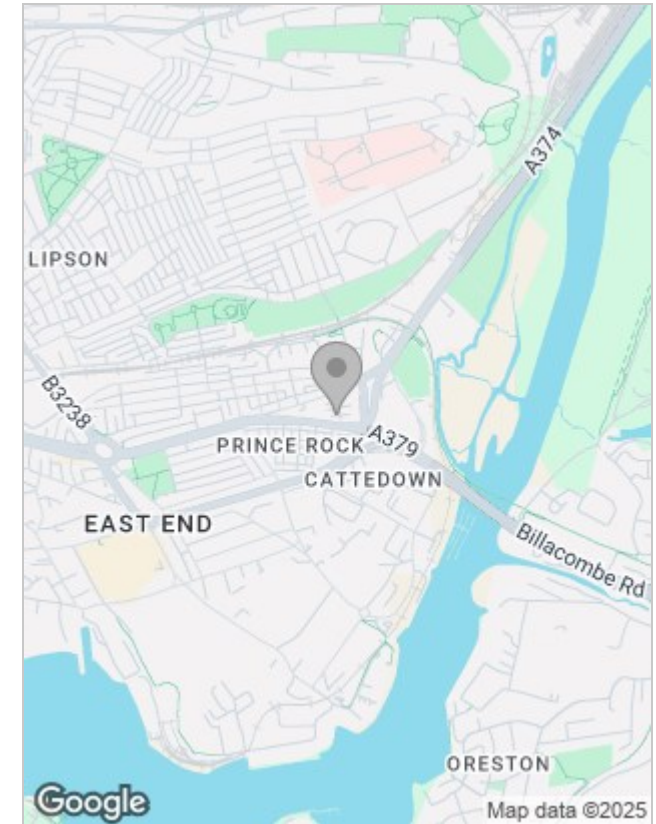 A374
LIPSON
B3238
PRINCE ROCK
A379
CATTEDOWN
EAST END
Billacombe Rd
ORESTON
Google
Map data ©2025